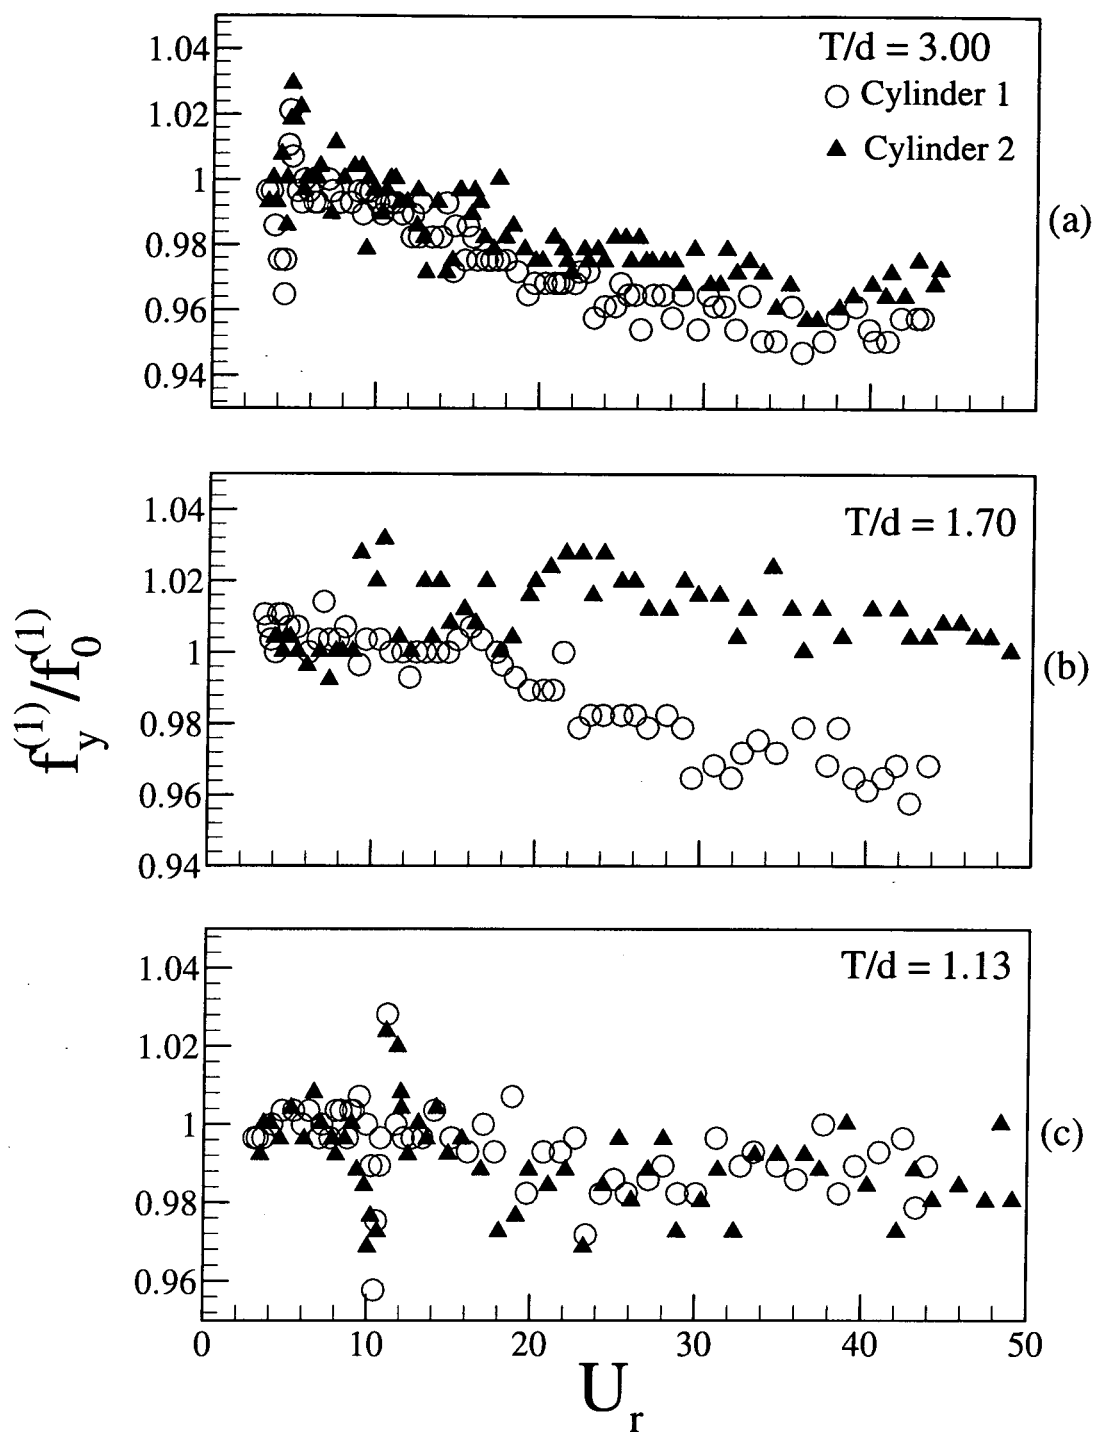 1.04
1.02
1
0.98
0.96
0.94
T/d = 3.00
Cylinder 1
Cylinder 2
(a)
1.04
1.02
1
0.98
0.96
0.94
T/d = 1.70
(b)
f_y^(1)/f_0^(1)
1.04
1.02
1
0.98
0.96
T/d = 1.13
(c)
0 10 20 30 40 50
U_r